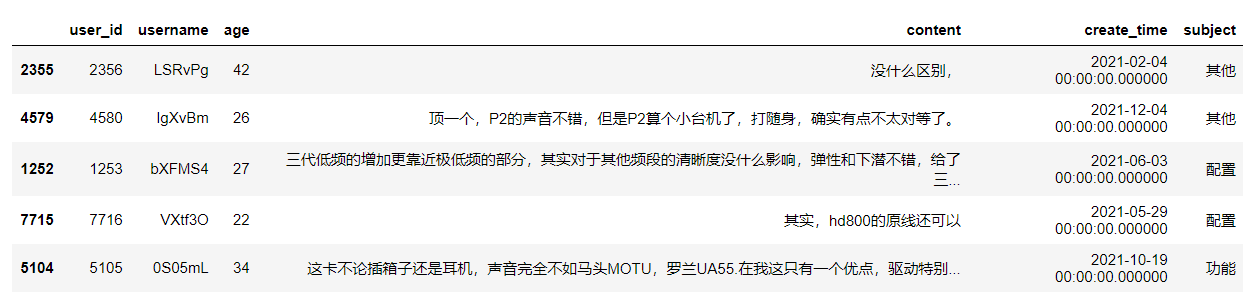 user_id username age content create_time subject
2355 2356 LSRvPg 42 没什么区别， 2021-02-04 00:00:00.000000 其他
4579 4580 IgXvBm 26 顶一个，P2的声音不错，但是P2算个小台机了，打随身，确实有点不太对等了。 2021-12-04 00:00:00.000000 其他
1252 1253 bXFMS4 27 三代低频的增加更靠近极低频的部分，其实对于其他频段的清晰度没什么影响，弹性和下潜不错，给了三... 2021-06-03 00:00:00.000000 配置
7715 7716 VXtf3O 22 其实，hd800的原线还可以 2021-05-29 00:00:00.000000 配置
5104 5105 0S05mL 34 这卡不论插箱子还是耳机，声音完全不如马头MOTU，罗兰UA55.在我这只有一个优点，驱动特别... 2021-10-19 00:00:00.000000 功能